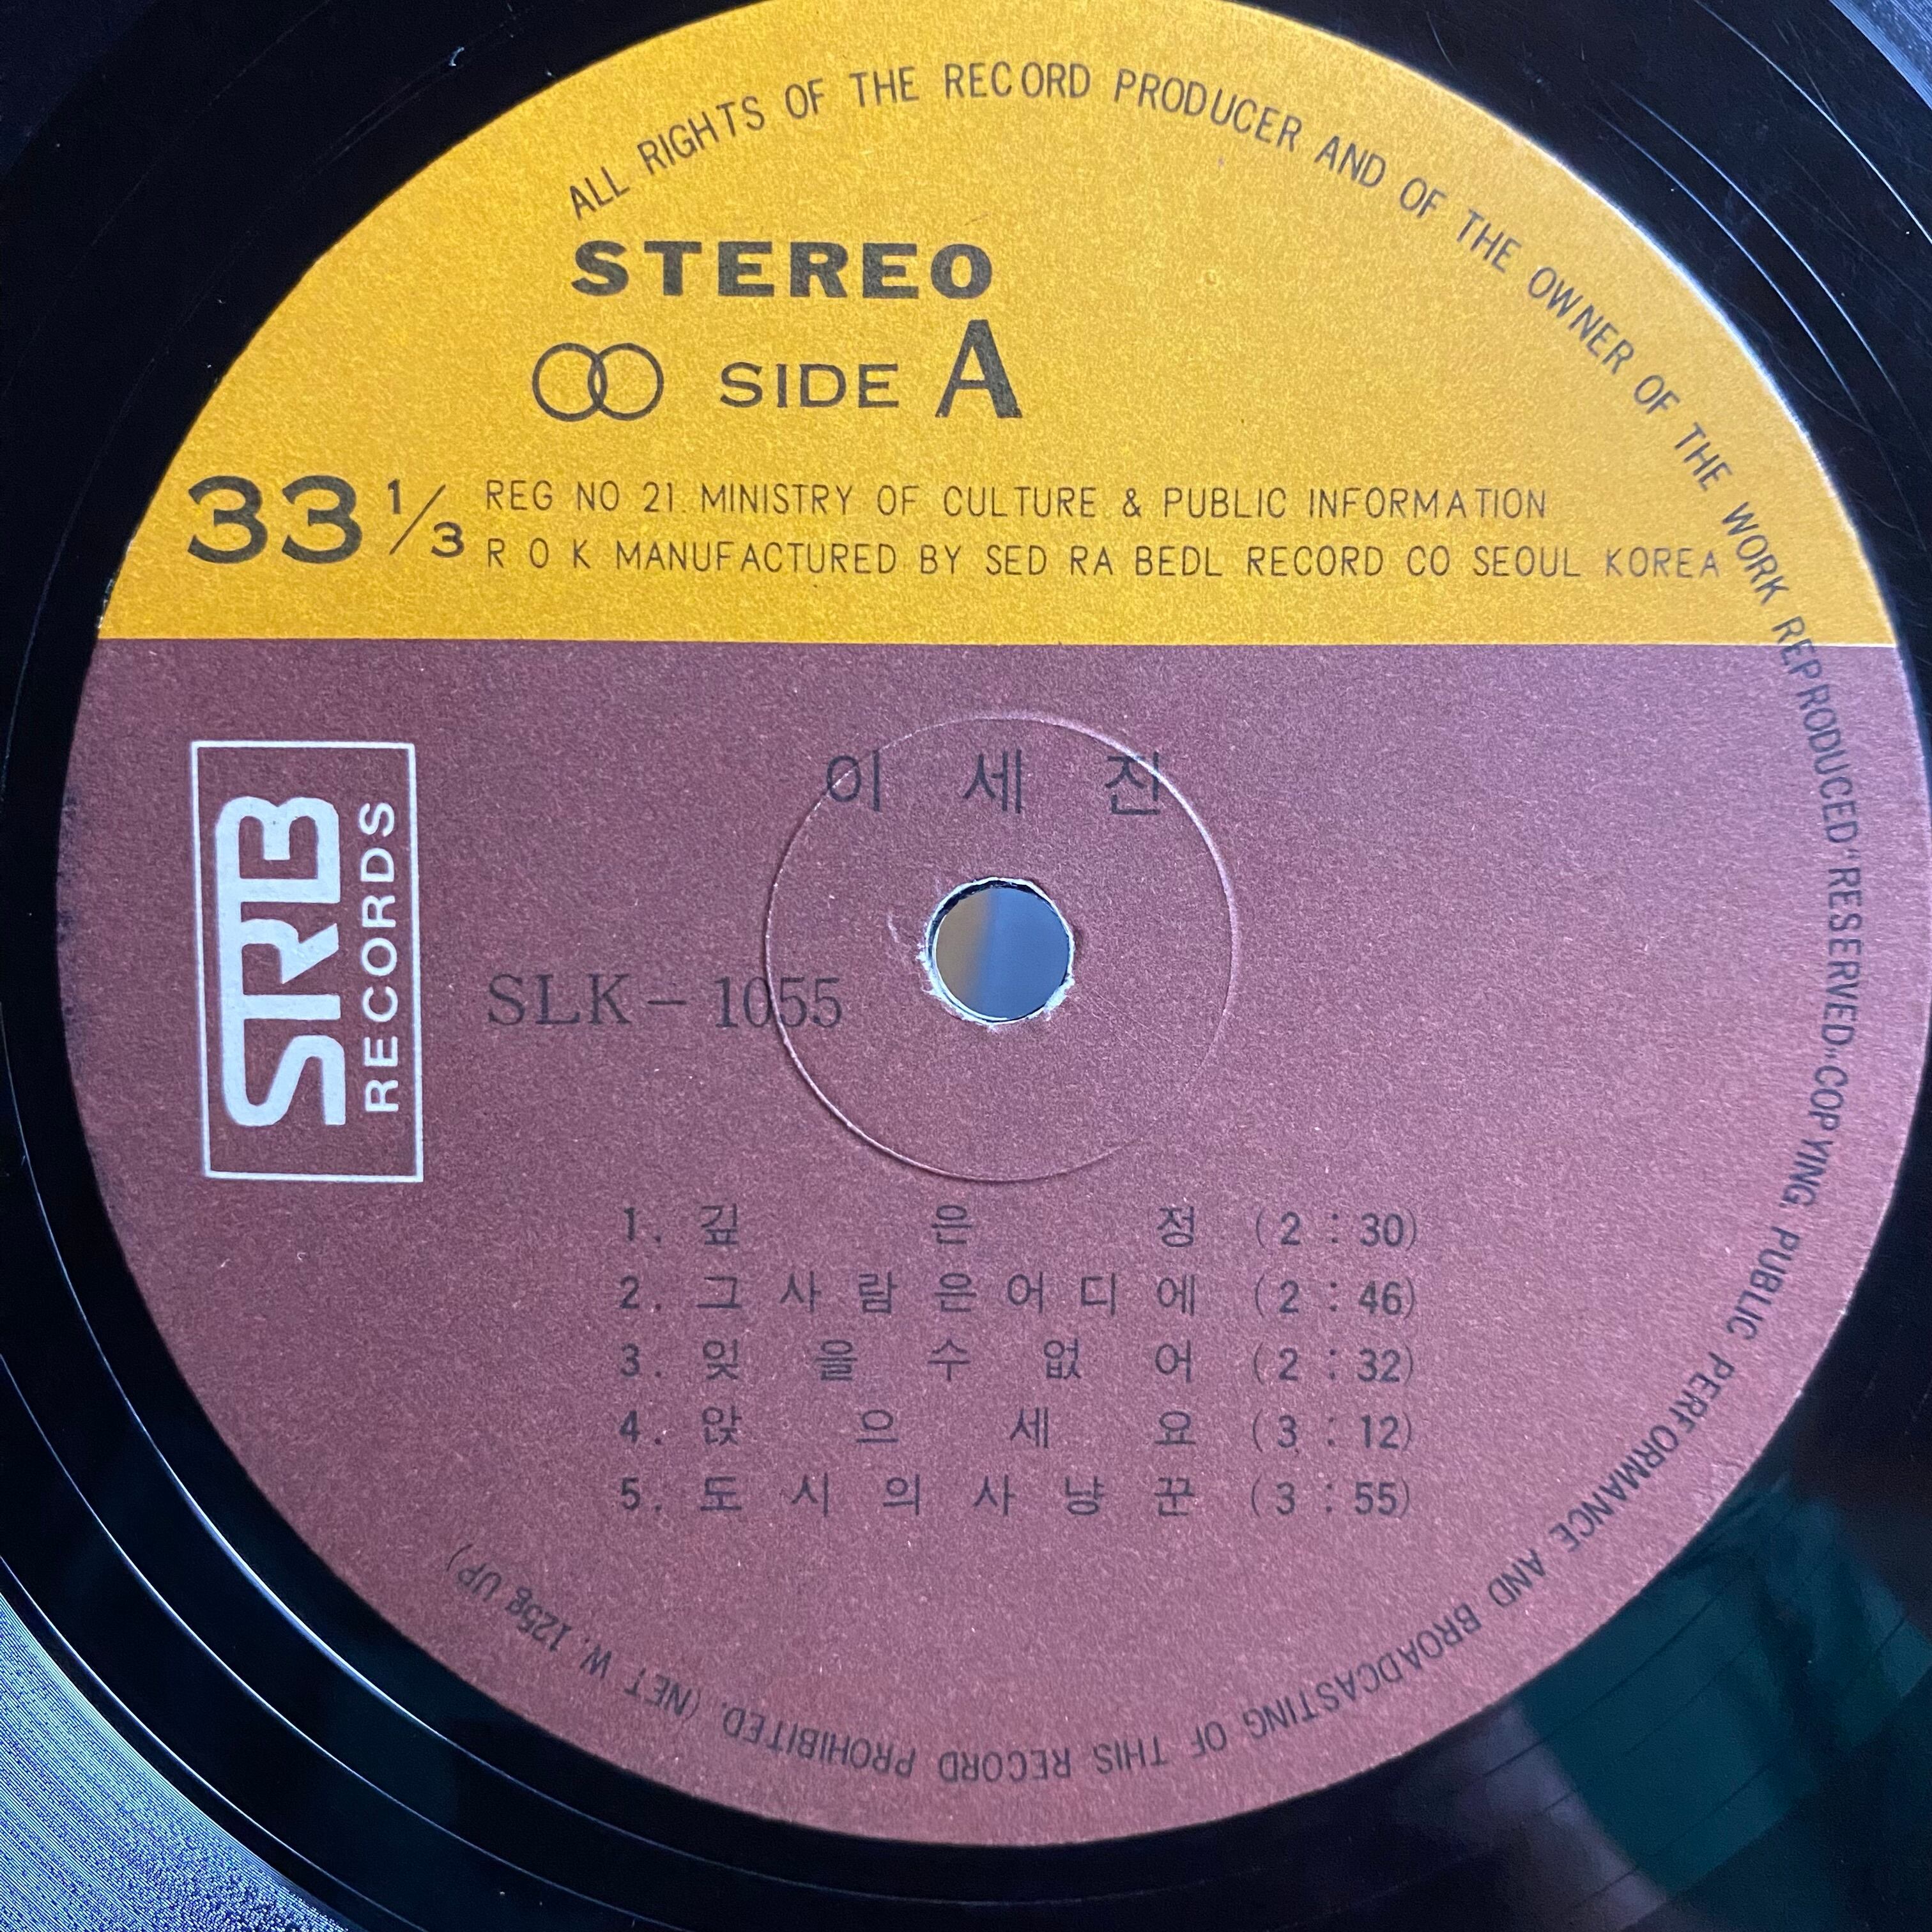 ALL RIGHTS OF THE RECORD PRODUCER AND OF THE OWNER OF THE WORK REPRODUCED "RESERVED" COPYING, PUBLIC PERFORMANCE AND BROADCASTING OF THIS RECORD PROHIBITED. (NET W. 125g UP)
STEREO
SIDE A
33 1/3
REG NO 21. MINISTRY OF CULTURE & PUBLIC INFORMATION
R O K MANUFACTURED BY SED RA BEDL RECORD CO SEOUL KOREA
이 세 진
SRB
RECORDS
SLK-1055
1. 깊 은 정 (2 : 30)
2. 그 사 람 은 어 디 에 (2 : 46)
3. 잊 을 수 없 어 (2 : 32)
4. 앉 으 세 요 (3 : 12)
5. 도 시 의 사 냥 꾼 (3 : 55)